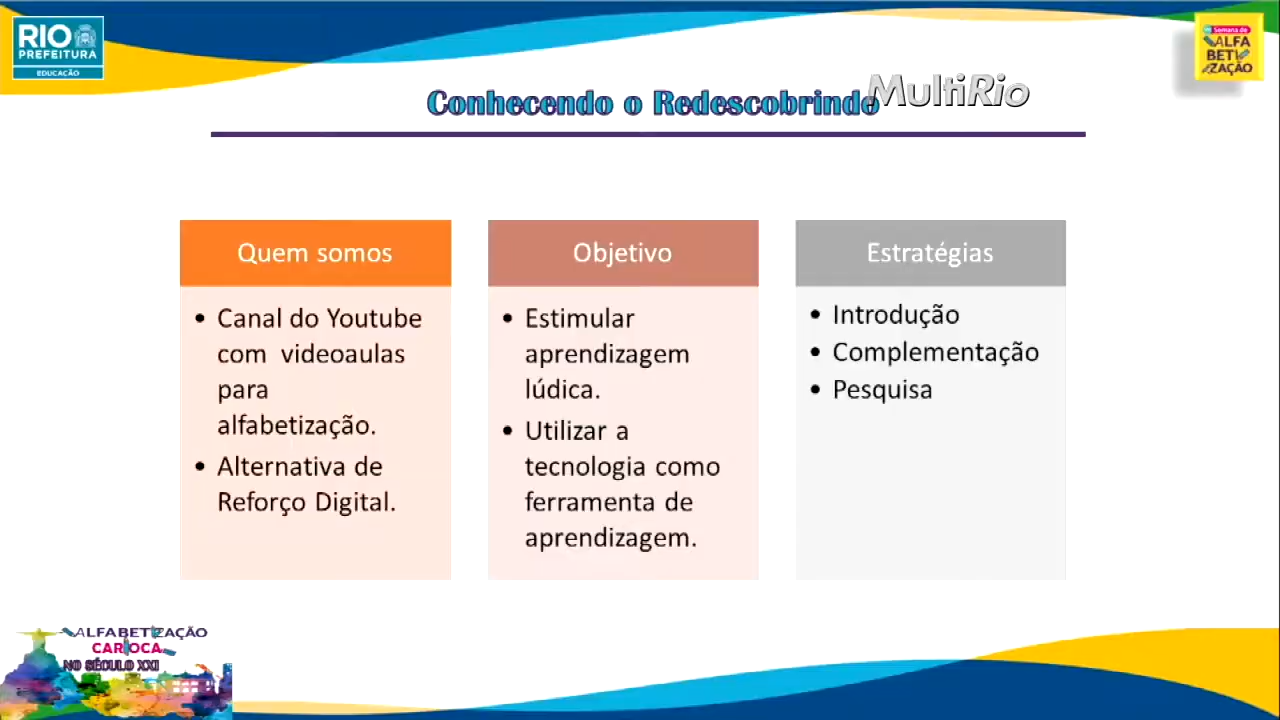 RIO
PREFEITURA
EDUCAÇÃO
Semana de
ALFA
BETI
ZAÇÃO
MultiRio
Conhecendo o Redescobrindo
Quem somos
• Canal do Youtube
com videoaulas
para
alfabetização.
• Alternativa de
Reforço Digital.
Objetivo
• Estimular
aprendizagem
lúdica.
• Utilizar a
tecnologia como
ferramenta de
aprendizagem.
Estratégias
• Introdução
• Complementação
• Pesquisa
ALFABETIZAÇÃO
CARIOCA
NO SÉCULO XXI